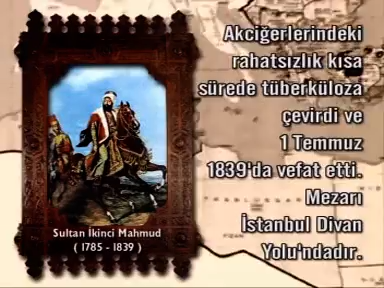 Akciğerlerindeki
rahatsızlık kısa
sürede tüberküloza
çevirdi ve
1 Temmuz
1839'da vefat etti.
Mezarı
İstanbul Divan
Yolu'ndadır.
Sultan İkinci Mahmud
( 1785 - 1839 )